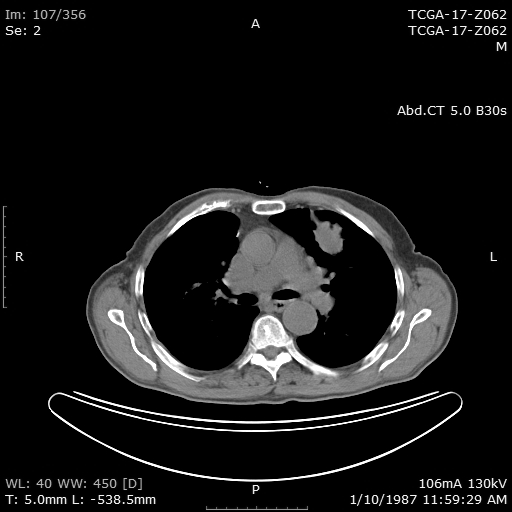 Im: 107/356
Se: 2
A
TCGA-17-Z062
TCGA-17-Z062
M
Abd.CT 5.0 B30s
R
L
WL: 40 WW: 450 [D]
T: 5.0mm L: -538.5mm
P
106mA 130kV
1/10/1987 11:59:29 AM